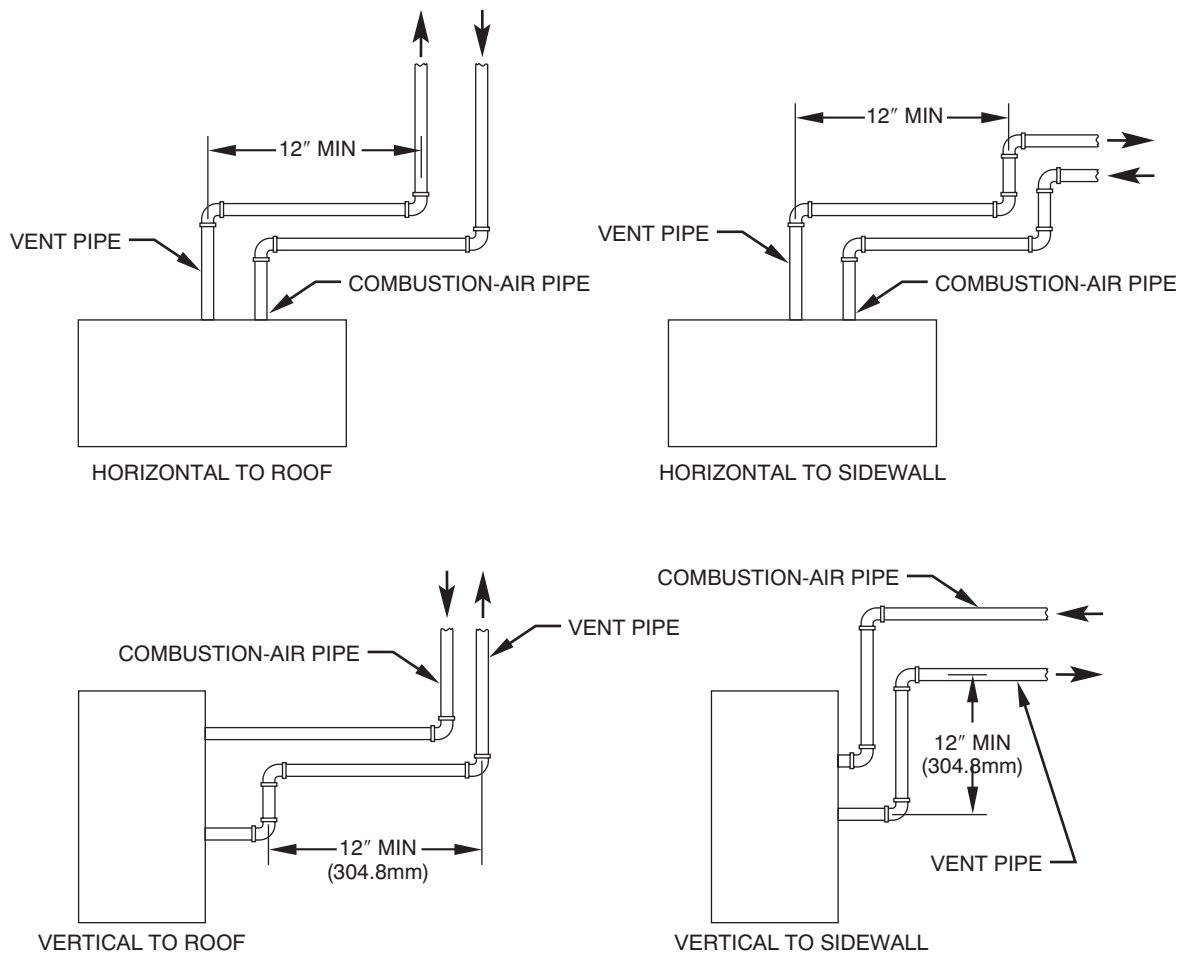 12″ MIN
VENT PIPE
COMBUSTION-AIR PIPE
HORIZONTAL TO ROOF
12″ MIN
VENT PIPE
COMBUSTION-AIR PIPE
HORIZONTAL TO SIDEWALL
COMBUSTION-AIR PIPE
VENT PIPE
12″ MIN
(304.8mm)
VERTICAL TO ROOF
COMBUSTION-AIR PIPE
12″ MIN
(304.8mm)
VENT PIPE
VERTICAL TO SIDEWALL